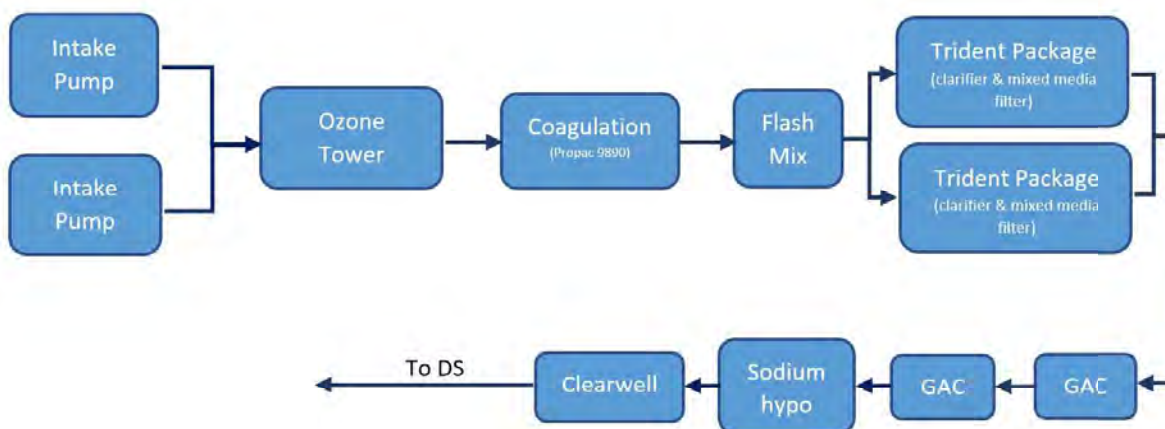 Intake
Pump
Intake
Pump
Ozone
Tower
Coagulation
(Propac 9890)
Flash
Mix
Trident Package
(clarifier & mixed media
filter)
Trident Package
(clarifier & mixed media
filter)
To DS
Clearwell
Sodium
hypo
GAC
GAC